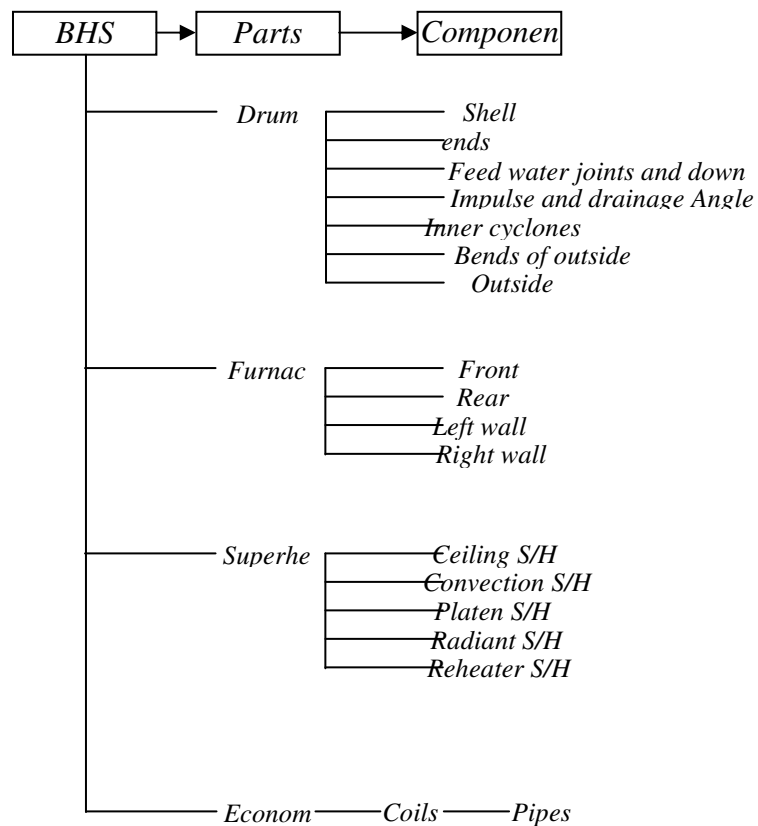 BHS Parts Componen
Drum Shell
ends
Feed water joints and down
Impulse and drainage Angle
Inner cyclones
Bends of outside
Outside
Furnac Front
Rear
Left wall
Right wall
Superhe Ceiling S/H
Convection S/H
Platen S/H
Radiant S/H
Reheater S/H
Econom Coils Pipes